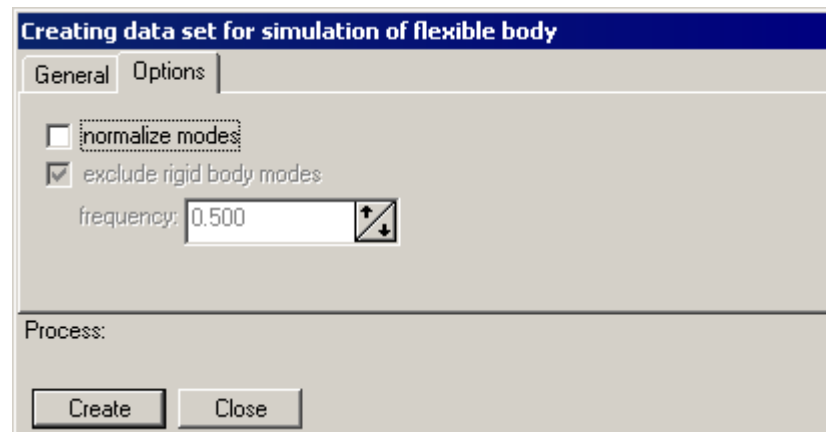 Creating data set for simulation of flexible body
General Options
normalize modes
exclude rigid body modes
frequency: 0.500
Process:
Create Close